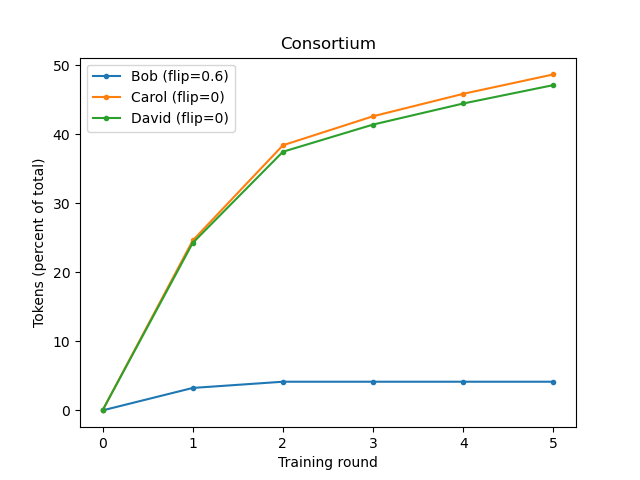 Consortium
50
40
30
20
10
0
Tokens (percent of total)
Bob (flip=0.6)
Carol (flip=0)
David (flip=0)
0 1 2 3 4 5
Training round